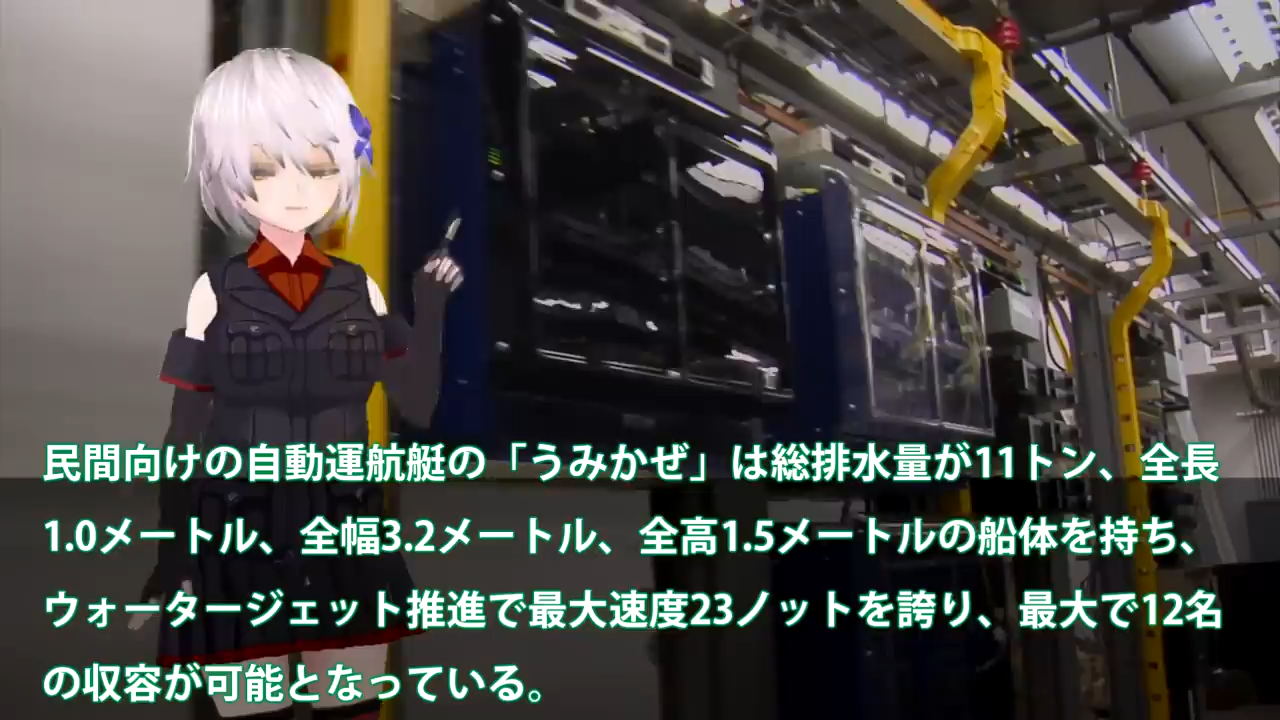 民間向けの自動運航艇の「うみかぜ」は総排水量が11トン、全長
1.0メートル、全幅3.2メートル、全高1.5メートルの船体を持ち、
ウォータージェット推進で最大速度23ノットを誇り、最大で12名
の収容が可能となっている。